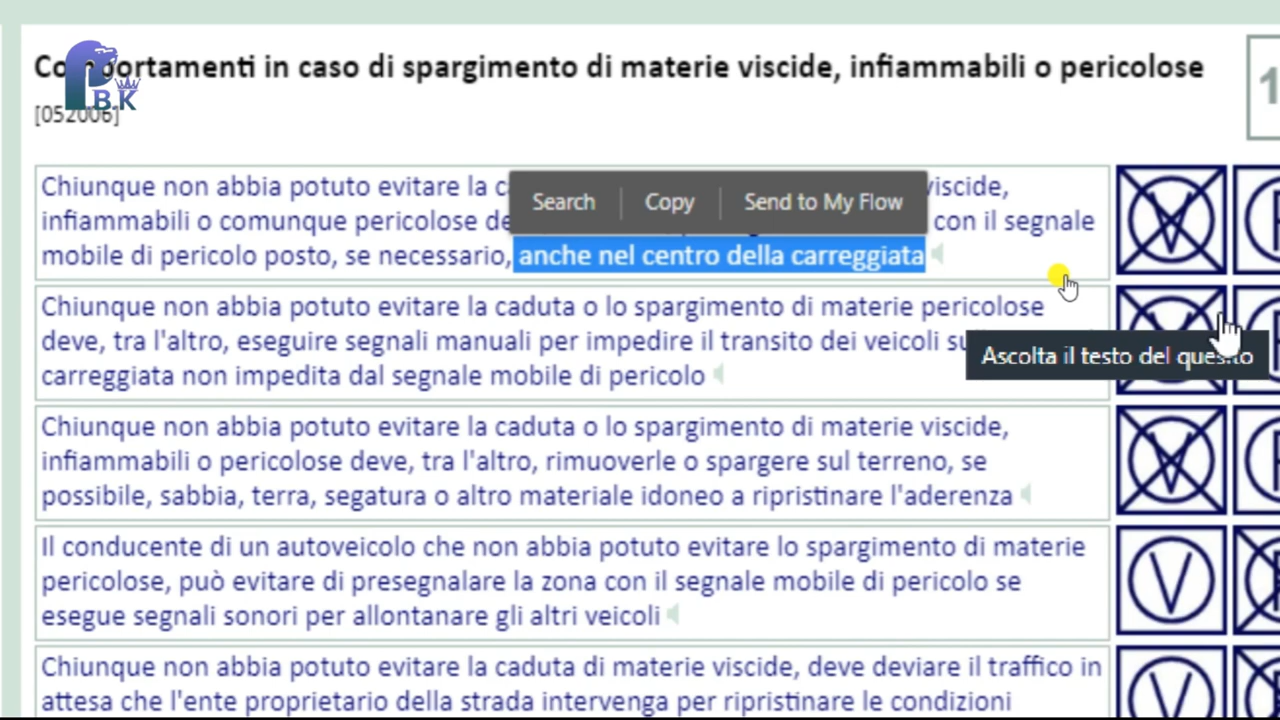 Comportamenti in caso di spargimento di materie viscide, infiammabili o pericolose
[052006]
BK
1
Chiunque non abbia potuto evitare la viscide,
infiammabili o comunque pericolose con il segnale
mobile di pericolo posto, se necessario, anche nel centro della carreggiata
Search Copy Send to My Flow
Chiunque non abbia potuto evitare la caduta o lo spargimento di materie pericolose
deve, tra l'altro, eseguire segnali manuali per impedire il transito dei veicoli
carreggiata non impedita dal segnale mobile di pericolo
Ascolta il testo del quesito
Chiunque non abbia potuto evitare la caduta o lo spargimento di materie viscide,
infiammabili o pericolose deve, tra l'altro, rimuoverle o spargere sul terreno, se
possibile, sabbia, terra, segatura o altro materiale idoneo a ripristinare l'aderenza
V
Il conducente di un autoveicolo che non abbia potuto evitare lo spargimento di materie
pericolose, può evitare di presegnalare la zona con il segnale mobile di pericolo se
esegue segnali sonori per allontanare gli altri veicoli
V
Chiunque non abbia potuto evitare la caduta di materie viscide, deve deviare il traffico in
attesa che l'ente proprietario della strada intervenga per ripristinare le condizioni
V